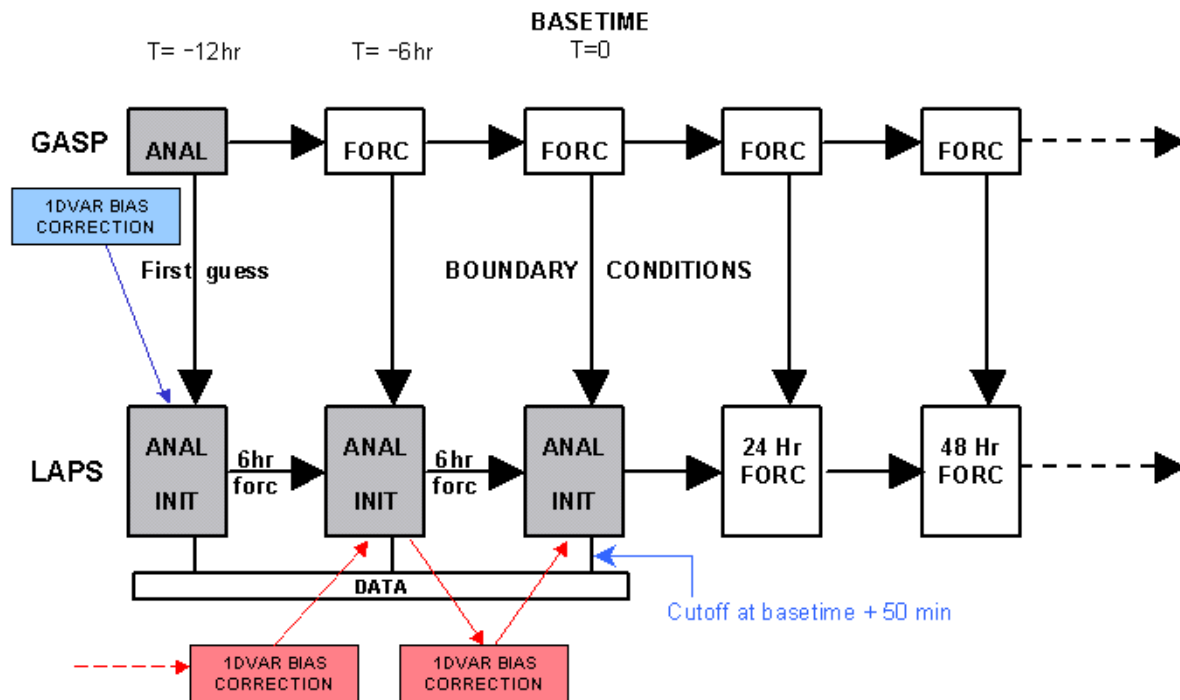 BASETIME
T= -12hr
T= -6hr
T=0
GASP
ANAL
FORC
FORC
FORC
FORC
1DVAR BIAS
CORRECTION
First guess
BOUNDARY CONDITIONS
LAPS
ANAL
INIT
6hr
forc
ANAL
INIT
6hr
forc
ANAL
INIT
24 Hr
FORC
48 Hr
FORC
DATA
Cutoff at basetime + 50 min
1DVAR BIAS
CORRECTION
1DVAR BIAS
CORRECTION